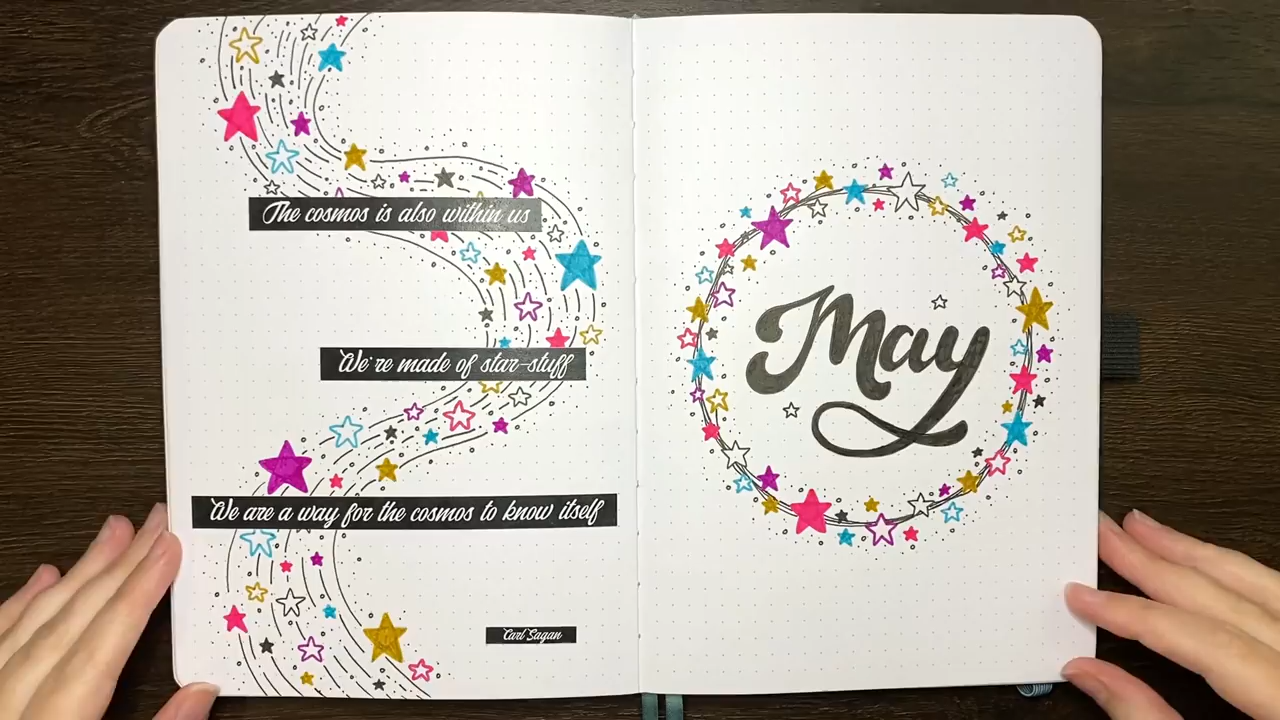 The cosmos is also within us
We're made of star-stuff
We are a way for the cosmos to know itself
Carl Sagan
May